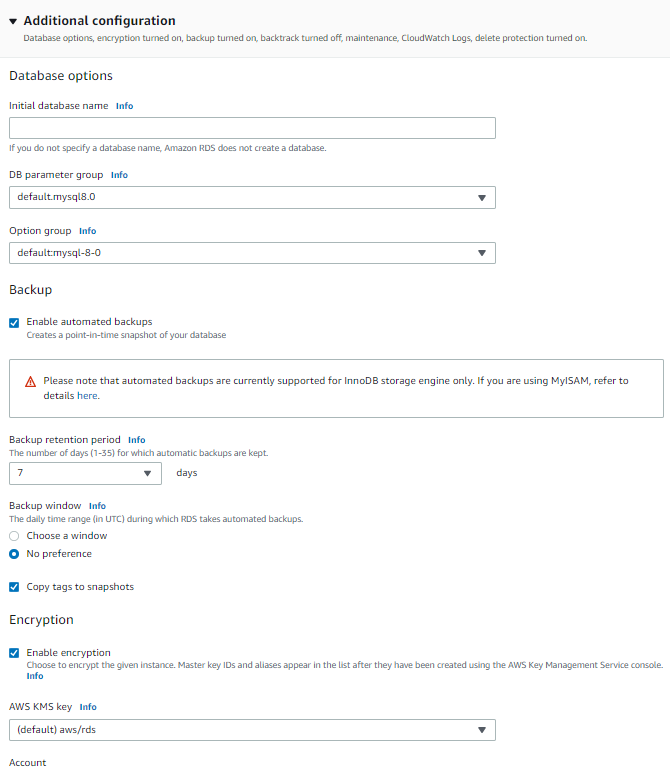 Additional configuration
Database options, encryption turned on, backup turned on, backtrack turned off, maintenance, CloudWatch Logs, delete protection turned on.
Database options
Initial database name Info
If you do not specify a database name, Amazon RDS does not create a database.
DB parameter group Info
default.mysql8.0
Option group Info
default:mysql-8-0
Backup
Enable automated backups
Creates a point-in-time snapshot of your database
Please note that automated backups are currently supported for InnoDB storage engine only. If you are using MyISAM, refer to
details here.
Backup retention period Info
The number of days (1-35) for which automatic backups are kept.
7 days
Backup window Info
The daily time range (in UTC) during which RDS takes automated backups.
Choose a window
No preference
Copy tags to snapshots
Encryption
Enable encryption
Choose to encrypt the given instance. Master key IDs and aliases appear in the list after they have been created using the AWS Key Management Service console.
Info
AWS KMS key Info
(default) aws/rds
Account